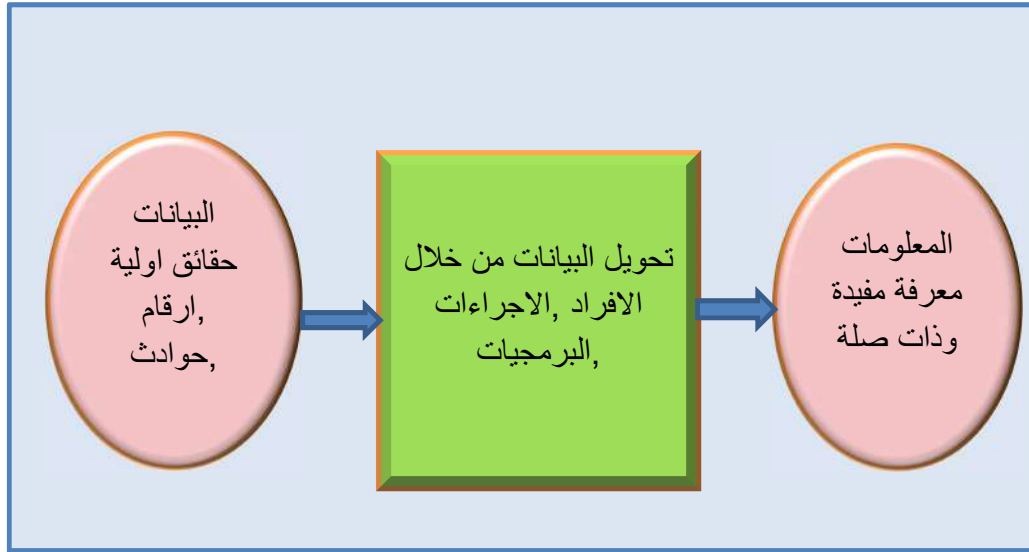 البيانات
حقائق اولية
,ارقام
,حوادث
تحويل البيانات من خلال
الافراد ,الاجراءات
,البرمجيات
المعلومات
معرفة مفيدة
وذات صلة